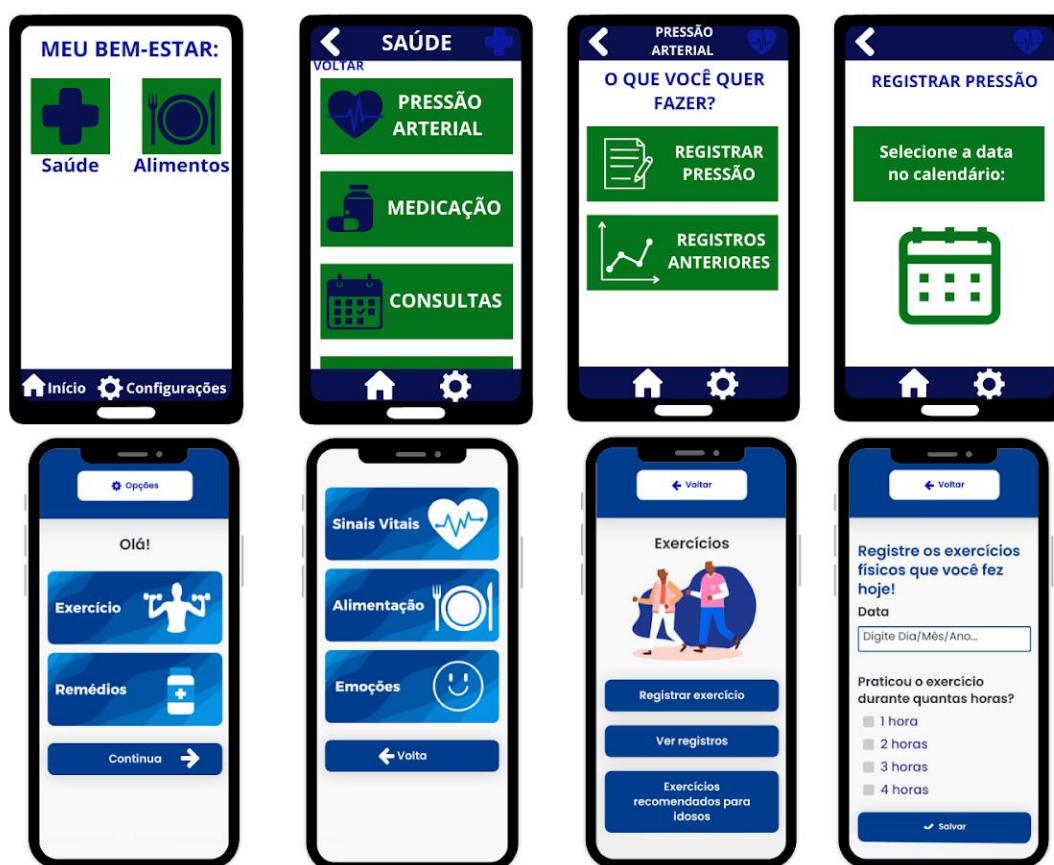 MEU BEM-ESTAR:
Saúde
Alimentos
Início
Configurações
SAÚDE
VOLTAR
PRESSÃO
ARTERIAL
MEDICAÇÃO
CONSULTAS
PRESSÃO
ARTERIAL
O QUE VOCÊ QUER
FAZER?
REGISTRAR
PRESSÃO
REGISTROS
ANTERIORES
REGISTRAR PRESSÃO
Selecione a data
no calendário:
Opções
Olá!
Exercício
Remédios
Continua
Sinais Vitais
Alimentação
Emoções
Volta
Voltar
Exercícios
Registrar exercício
Ver registros
Exercícios
recomendados para
idosos
Voltar
Registre os exercícios
físicos que você fez
hoje!
Data
Digite Dia/Mês/Ano...
Praticou o exercício
durante quantas horas?
1 hora
2 horas
3 horas
4 horas
Salvar